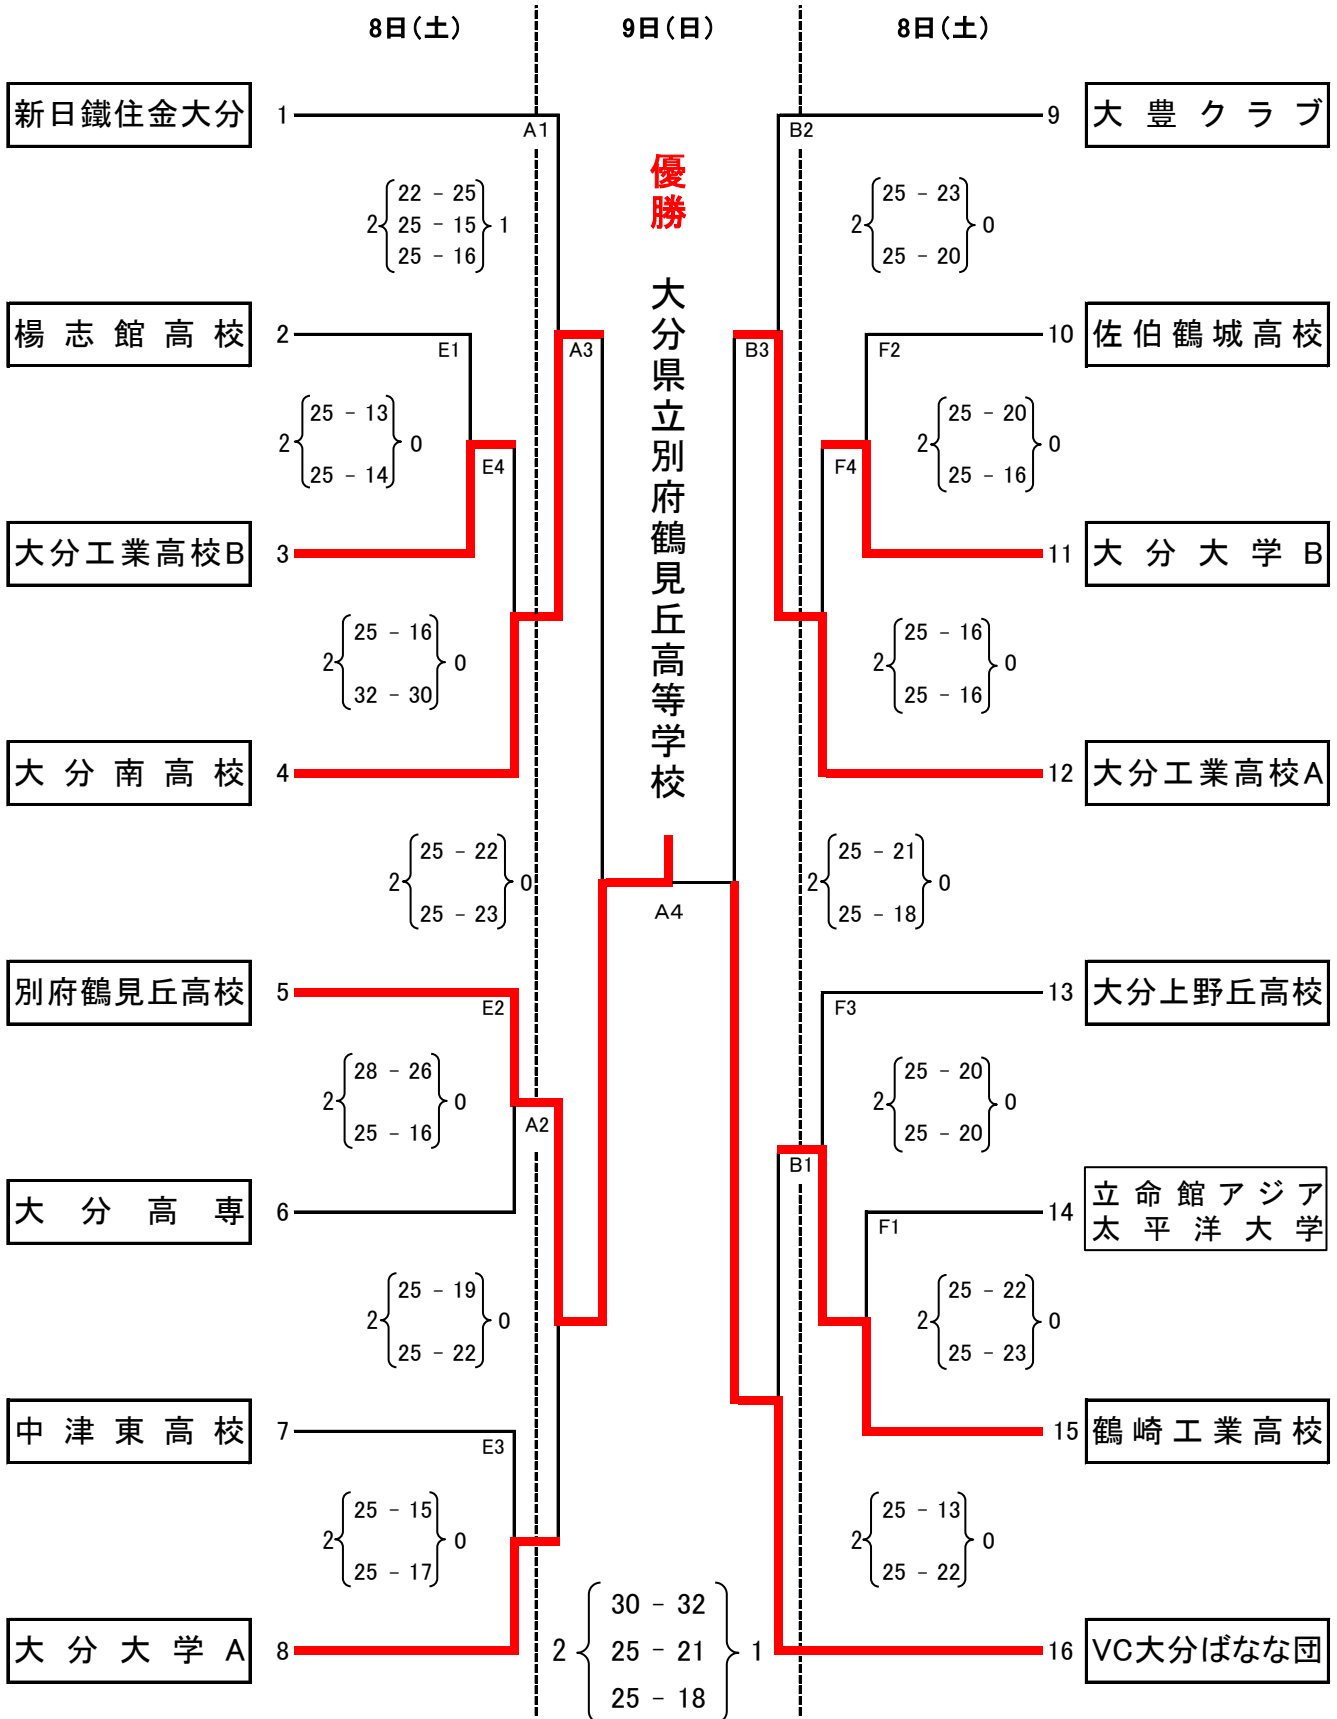 8日(土)
9日(日)
8日(土)
新日鐵住金大分
1
A1
B2
9
大豊クラブ
優勝
大分県立別府鶴見丘高等学校
2
22 - 25
25 - 15
25 - 16
1
2
25 - 23
25 - 20
0
楊志館高校
2
E1
A3
B3
F2
10
佐伯鶴城高校
2
25 - 13
25 - 14
0
E4
F4
2
25 - 20
25 - 16
0
大分工業高校B
3
11
大分大学B
2
25 - 16
32 - 30
0
2
25 - 16
25 - 16
0
大分南高校
4
12
大分工業高校A
2
25 - 22
25 - 23
0
A4
2
25 - 21
25 - 18
0
別府鶴見丘高校
5
E2
F3
13
大分上野丘高校
2
28 - 26
25 - 16
0
A2
B1
2
25 - 20
25 - 20
0
大分高専
6
F1
14
立命館アジア
太平洋大学
2
25 - 19
25 - 22
0
2
25 - 22
25 - 23
0
中津東高校
7
E3
15
鶴崎工業高校
2
25 - 15
25 - 17
0
2
25 - 13
25 - 22
0
大分大学A
8
2
30 - 32
25 - 21
25 - 18
1
16
VC大分ばなな団